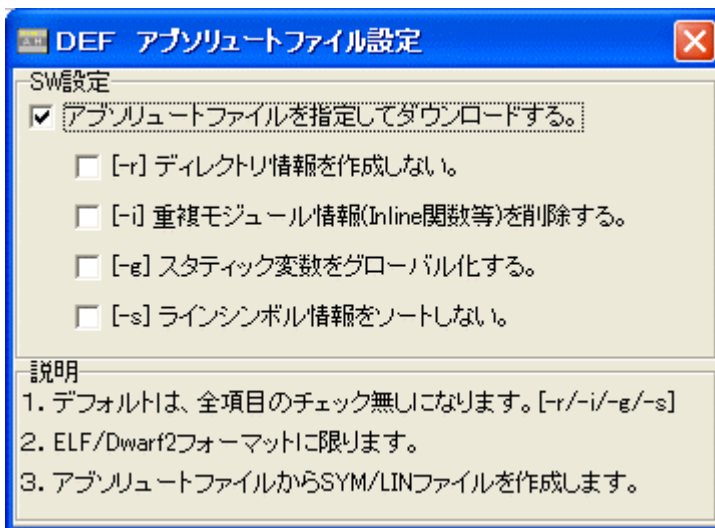 DEF アブソリュートファイル設定
SW設定
アブソリュートファイルを指定してダウンロードする。
[-r] ディレクトリ情報を作成しない。
[-i] 重複モジュール情報(Inline関数等)を削除する。
[-g] スタティック変数をグローバル化する。
[-s] ラインシンボル情報をソートしない。
説明
1. デフォルトは、全項目のチェック無しになります。[-r/-i/-g/-s]
2. ELF/Dwarf2フォーマットに限ります。
3. アブソリュートファイルからSYM/LINファイルを作成します。